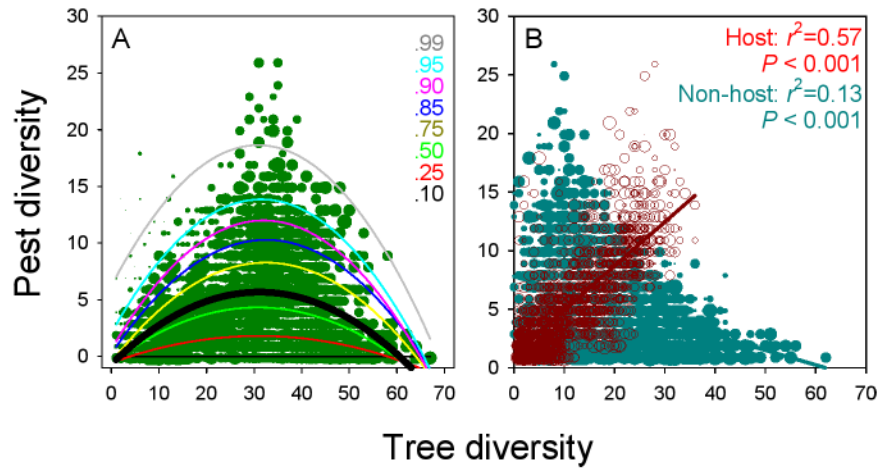 A
30
25
20
15
10
5
0
0 10 20 30 40 50 60 70
.99
.95
.90
.85
.75
.50
.25
.10
B
30
25
20
15
10
5
0
0 10 20 30 40 50 60 70
Host: r²=0.57
P < 0.001
Non-host: r²=0.13
P < 0.001
Pest diversity
Tree diversity